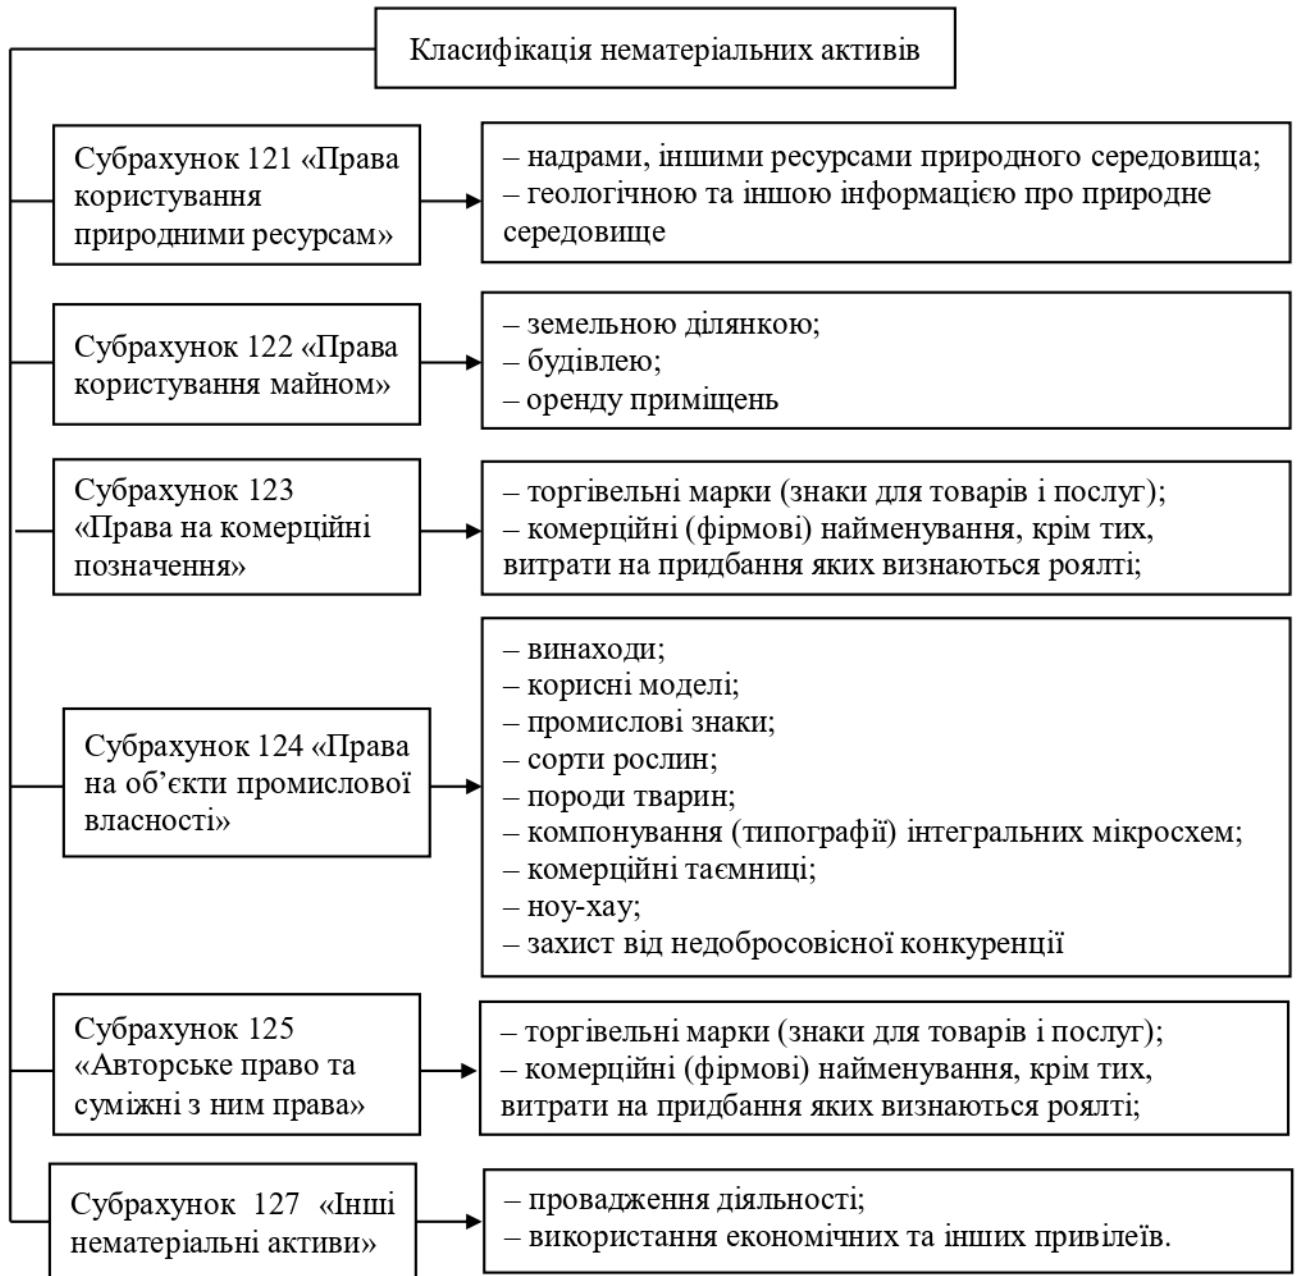 Класифікація нематеріальних активів
Субрахунок 121 «Права
користування
природними ресурсам»
– надрами, іншими ресурсами природного середовища;
– геологічною та іншою інформацією про природне
середовище
Субрахунок 122 «Права
користування майном»
– земельною ділянкою;
– будівлею;
– оренду приміщень
Субрахунок 123
«Права на комерційні
позначення»
– торгівельні марки (знаки для товарів і послуг);
– комерційні (фірмові) найменування, крім тих,
витрати на придбання яких визнаються роялті;
Субрахунок 124 «Права
на об’єкти промислової
власності»
– винаходи;
– корисні моделі;
– промислові знаки;
– сорти рослин;
– породи тварин;
– компонування (типографії) інтегральних мікросхем;
– комерційні таємниці;
– ноу-хау;
– захист від недобросовісної конкуренції
Субрахунок 125
«Авторське право та
суміжні з ним права»
– торгівельні марки (знаки для товарів і послуг);
– комерційні (фірмові) найменування, крім тих,
витрати на придбання яких визнаються роялті;
Субрахунок 127 «Інші
нематеріальні активи»
– провадження діяльності;
– використання економічних та інших привілеїв.